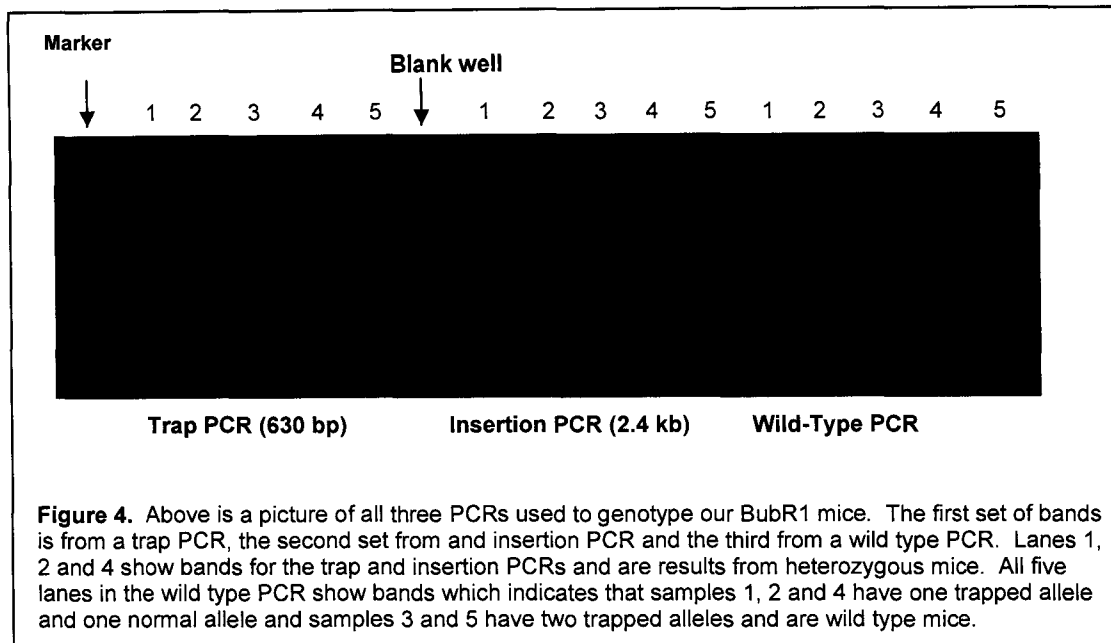 Marker
Blank well
1 2 3 4 5 1 2 3 4 5 1 2 3 4 5
Trap PCR (630 bp) Insertion PCR (2.4 kb) Wild-Type PCR
Figure 4. Above is a picture of all three PCRs used to genotype our BubR1 mice. The first set of bands
is from a trap PCR, the second set from and insertion PCR and the third from a wild type PCR. Lanes 1,
2 and 4 show bands for the trap and insertion PCRs and are results from heterozygous mice. All five
lanes in the wild type PCR show bands which indicates that samples 1, 2 and 4 have one trapped allele
and one normal allele and samples 3 and 5 have two trapped alleles and are wild type mice.